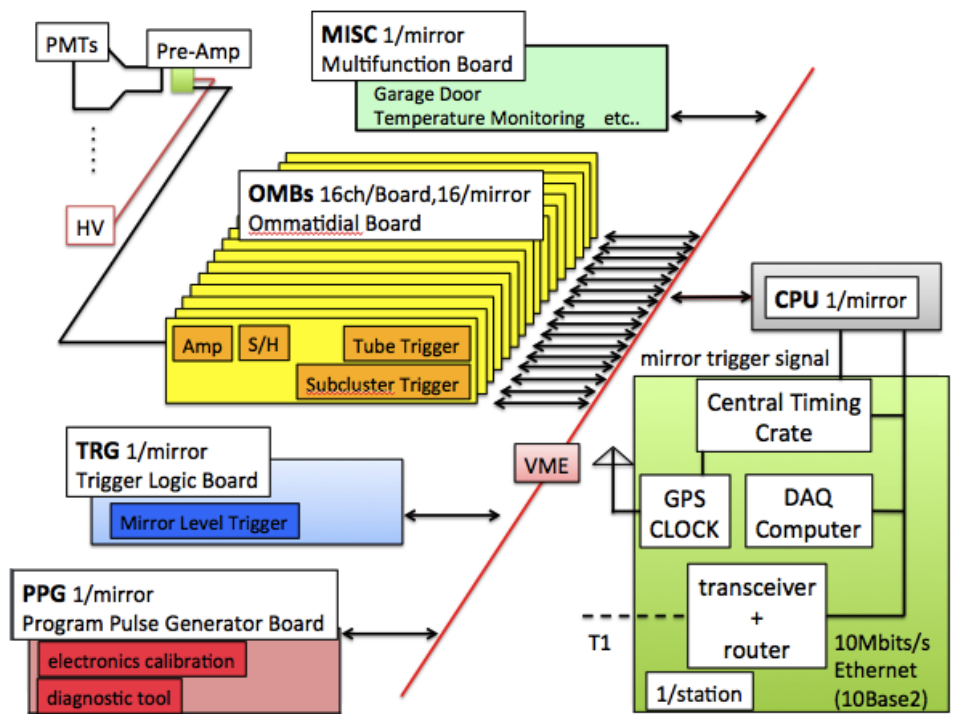 PMTs
Pre-Amp
HV
MISC 1/mirror
Multifunction Board
Garage Door
Temperature Monitoring etc..
OMBs 16ch/Board,16/mirror
Ommatidial Board
Amp
S/H
Tube Trigger
Subcluster Trigger
CPU 1/mirror
mirror trigger signal
Central Timing
Crate
GPS
CLOCK
DAQ
Computer
transceiver
+
router
T1
10Mbits/s
Ethernet
(10Base2)
1/station
VME
TRG 1/mirror
Trigger Logic Board
Mirror Level Trigger
PPG 1/mirror
Program Pulse Generator Board
electronics calibration
diagnostic tool